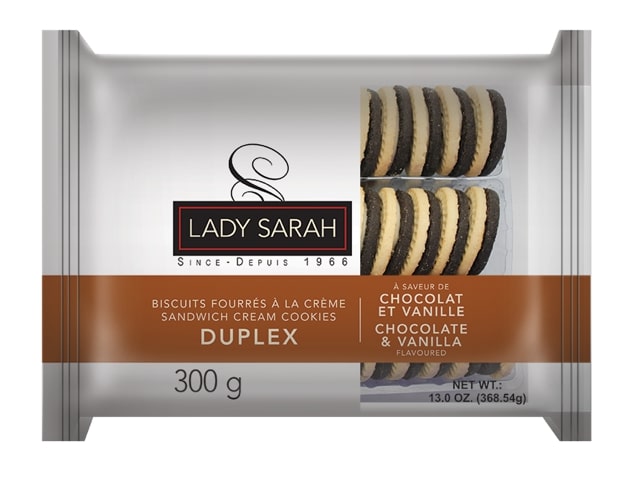 LADY SARAH
SINCE - DEPUIS 1966
BISCUITS FOURRÉS À LA CRÈME
SANDWICH CREAM COOKIES
DUPLEX
À SAVEUR DE
CHOCOLAT
ET VANILLE
CHOCOLATE
& VANILLA
FLAVOURED
300 g
NET WT.:
13.0 OZ. (368.54g)